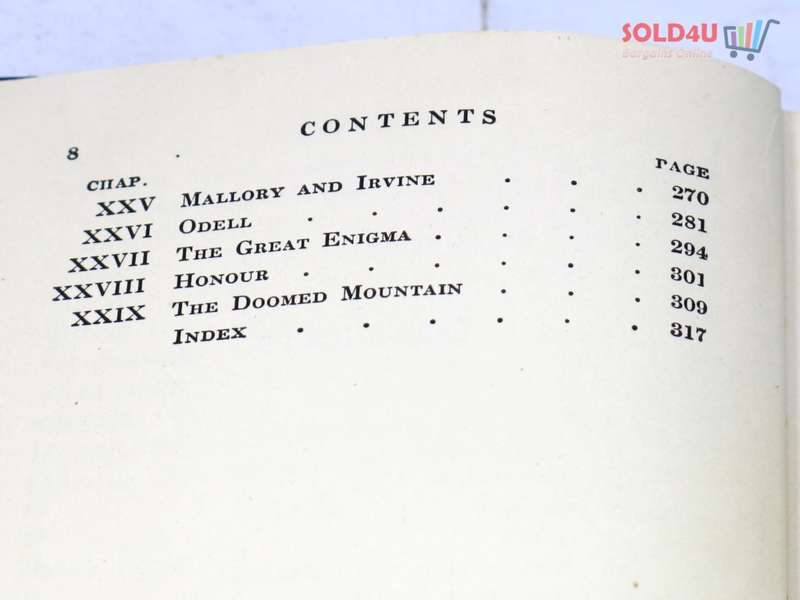 SOLD4U
Bargains Online
CONTENTS
8
CHAP. PAGE
XXV MALLORY AND IRVINE . . . 270
XXVI ODELL . . . . . . 281
XXVII THE GREAT ENIGMA . . . . 294
XXVIII HONOUR . . . . . . 301
XXIX THE DOOMED MOUNTAIN . . . 309
INDEX . . . . . . 317